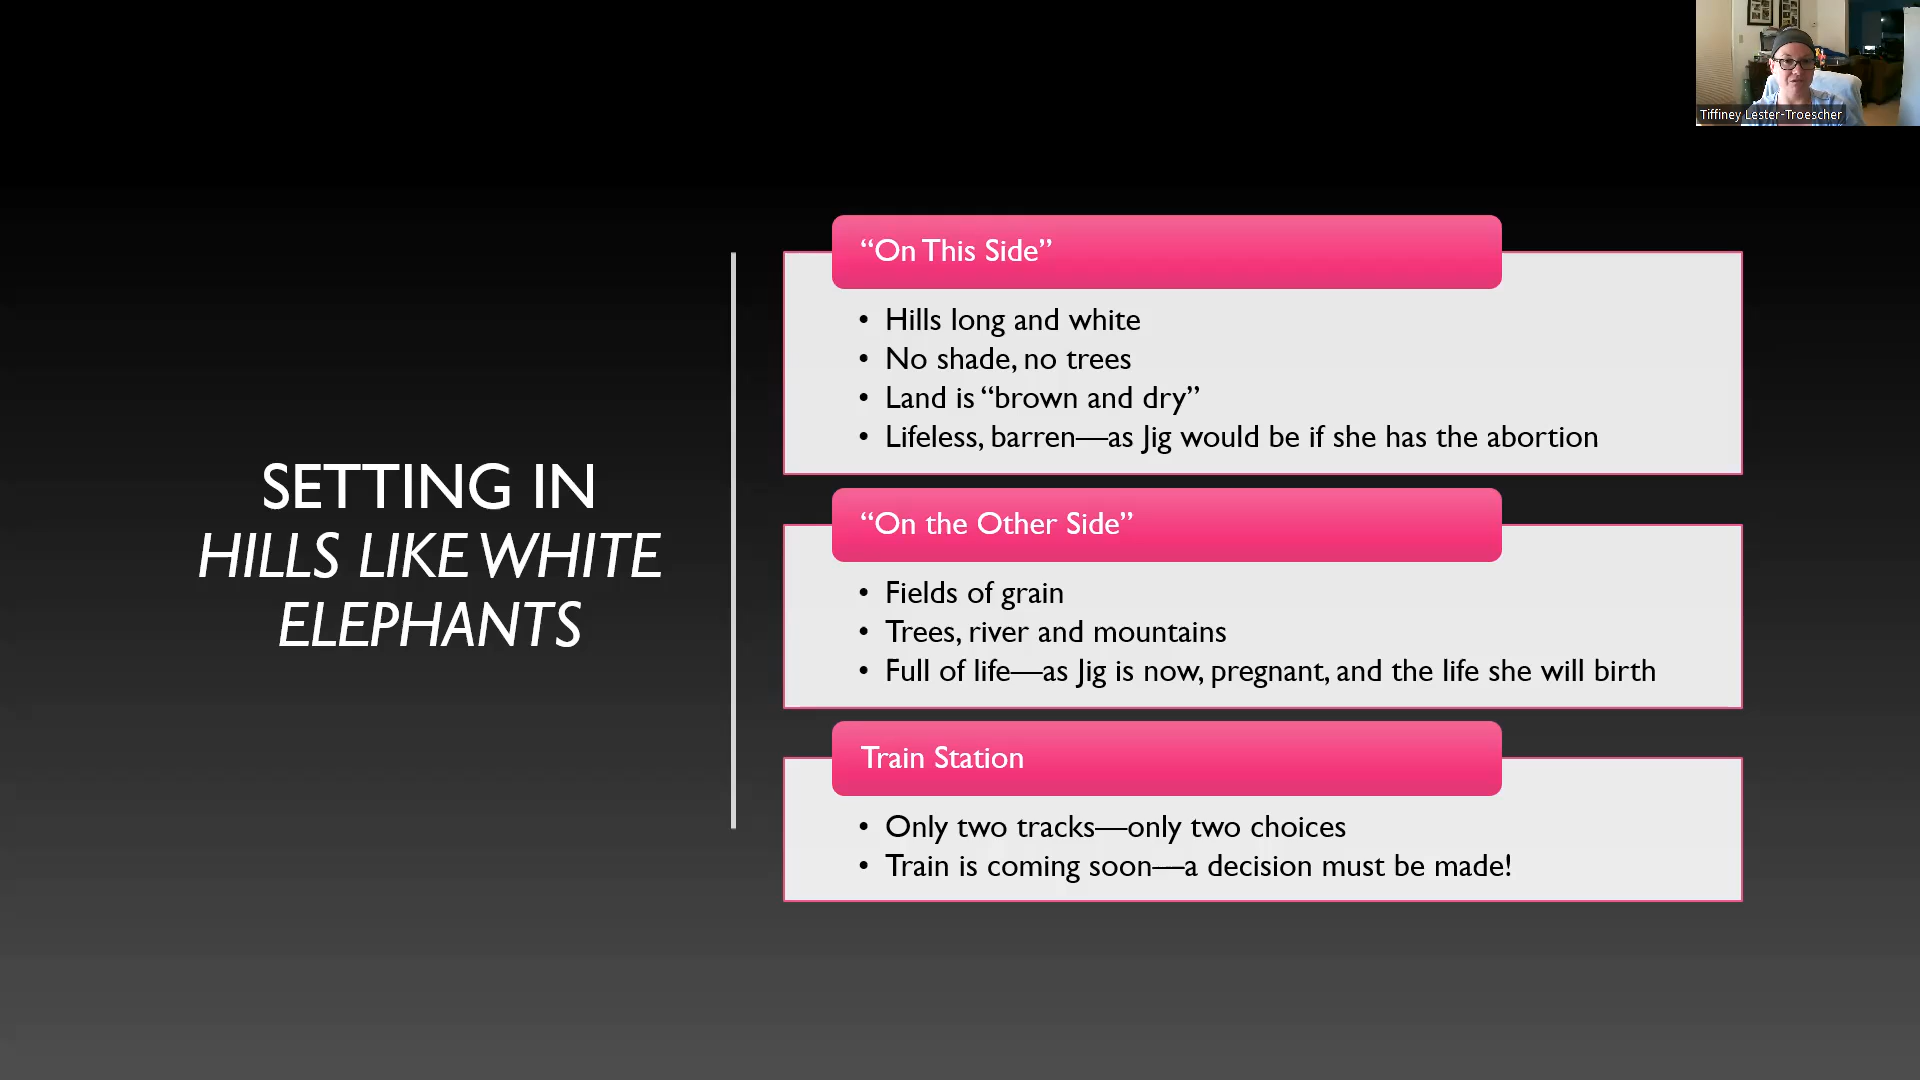 Tiffiney Lester-Troescher
SETTING IN
HILLS LIKE WHITE
ELEPHANTS
“On This Side”
• Hills long and white
• No shade, no trees
• Land is “brown and dry”
• Lifeless, barren—as Jig would be if she has the abortion
“On the Other Side”
• Fields of grain
• Trees, river and mountains
• Full of life—as Jig is now, pregnant, and the life she will birth
Train Station
• Only two tracks—only two choices
• Train is coming soon—a decision must be made!